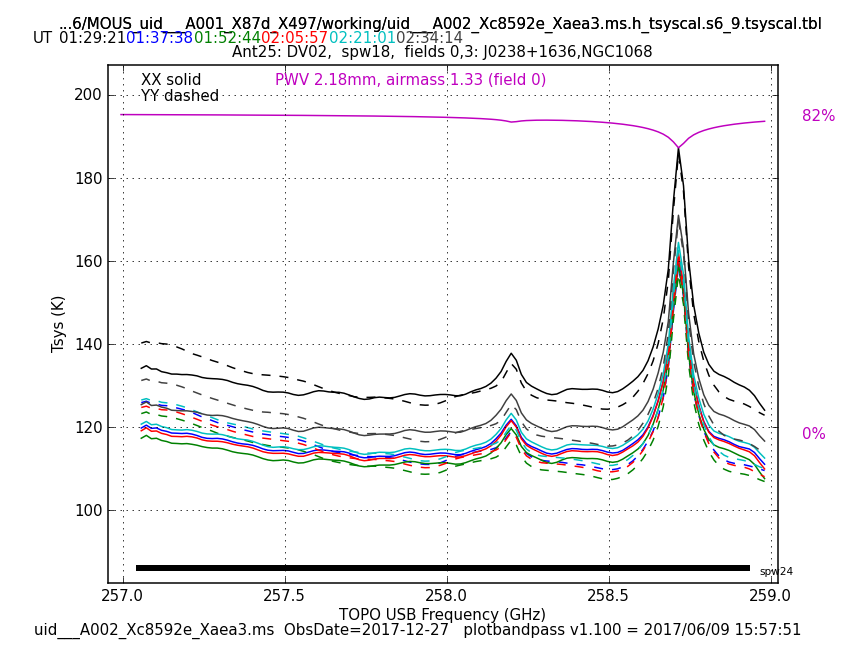 ...6/MOUS_uid___A001_X87d_X497/working/uid___A002_Xc8592e_Xaea3.ms.h_tsyscal.s6_9.tsyscal.tbl
UT 01:29:21 01:37:38 01:52:44 02:05:57 02:21:01 02:34:14
Ant25: DV02, spw18, fields 0,3: J0238+1636,NGC1068
XX solid PWV 2.18mm, airmass 1.33 (field 0)
YY dashed
200
82%
180
160
Tsys (K)
140
120
0%
100
spw24
257.0 257.5 258.0 258.5 259.0
TOPO USB Frequency (GHz)
uid___A002_Xc8592e_Xaea3.ms ObsDate=2017-12-27 plotbandpass v1.100 = 2017/06/09 15:57:51